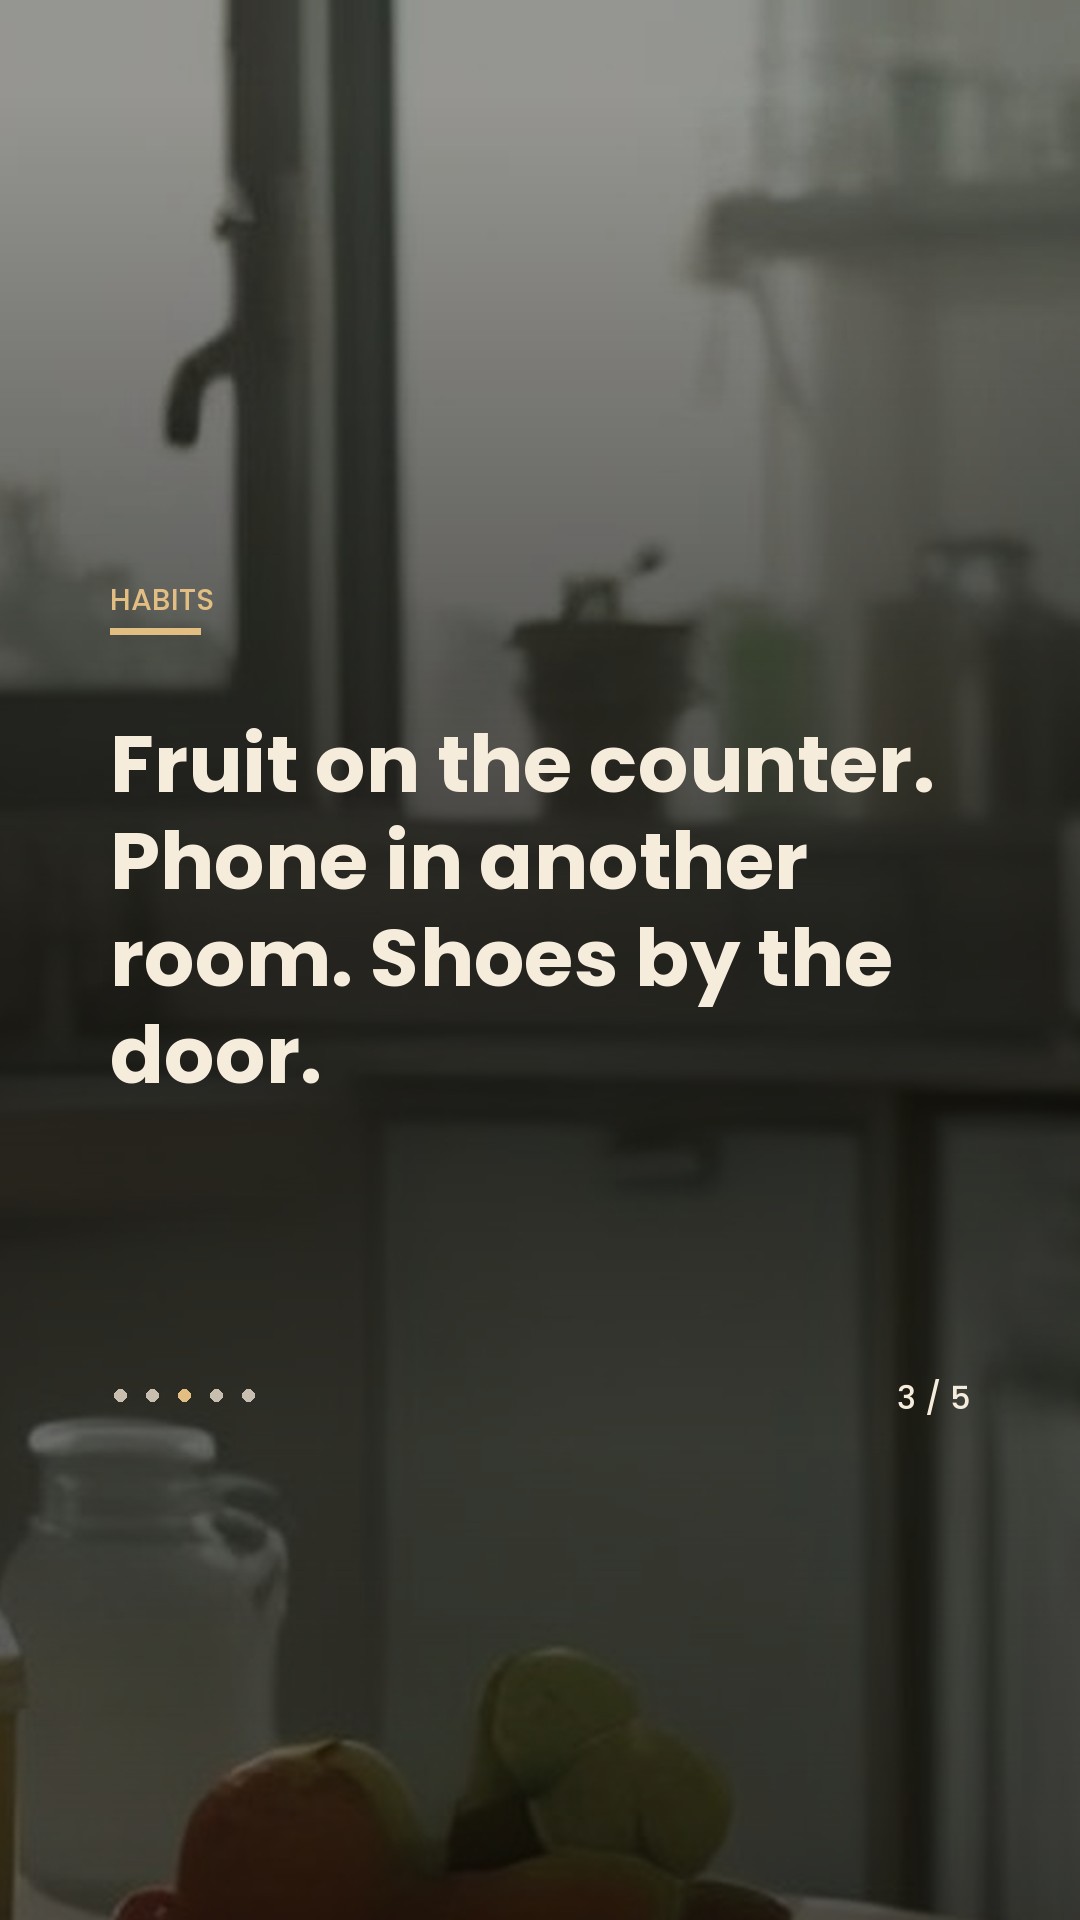 HABITS
Fruit on the counter.
Phone in another
room. Shoes by the
door.
3 / 5